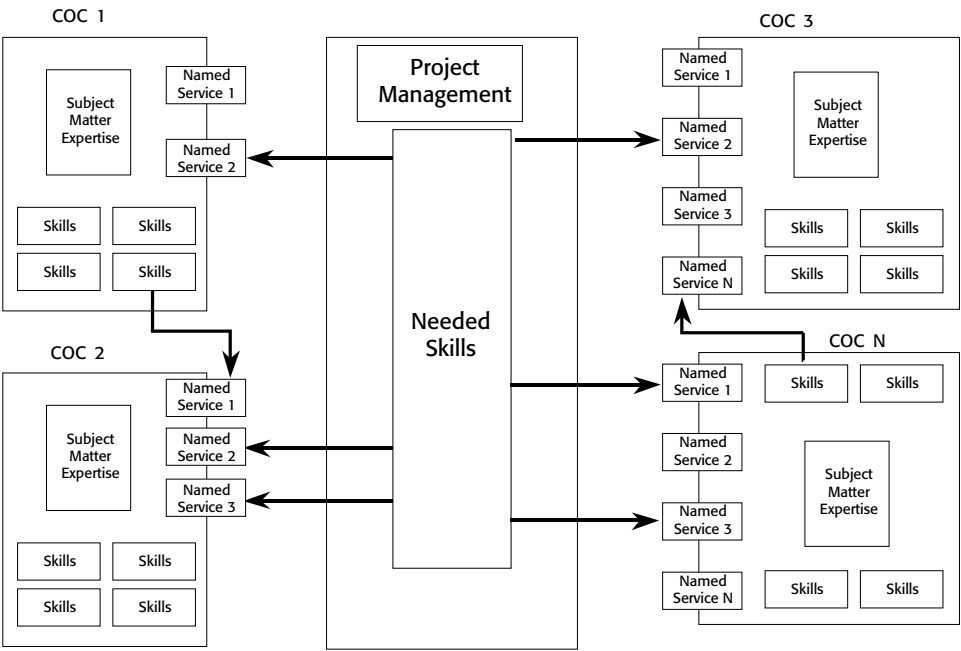 COC 1
Named
Service 1
Subject
Matter
Expertise
Named
Service 2
Skills
Skills
Skills
Skills
COC 2
Named
Service 1
Subject
Matter
Expertise
Named
Service 2
Named
Service 3
Skills
Skills
Skills
Skills
Project
Management
Needed
Skills
COC 3
Named
Service 1
Subject
Matter
Expertise
Named
Service 2
Named
Service 3
Skills
Skills
Named
Service N
Skills
Skills
COC N
Named
Service 1
Skills
Skills
Named
Service 2
Subject
Matter
Expertise
Named
Service 3
Named
Service N
Skills
Skills